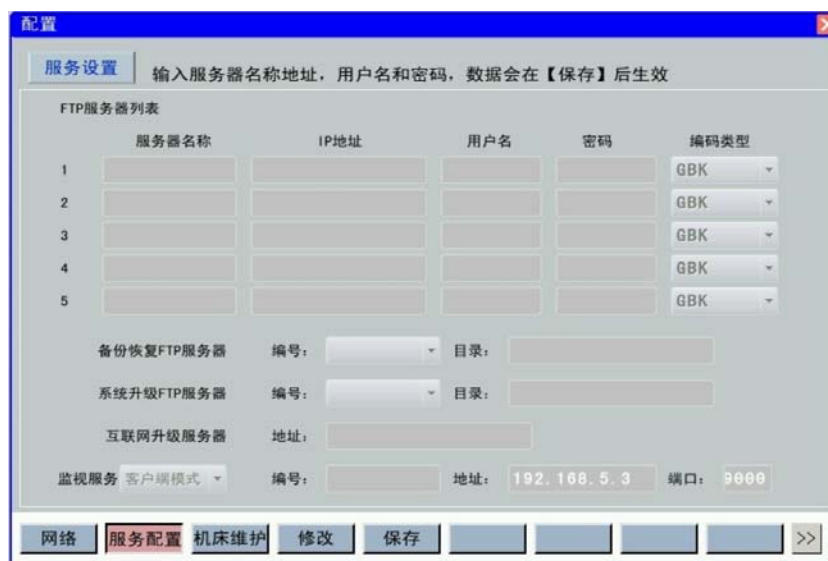 配置
服务设置 输入服务器名称地址，用户名和密码，数据会在【保存】后生效
FTP服务器列表
服务器名称 IP地址 用户名 密码 编码类型
1 GBK
2 GBK
3 GBK
4 GBK
5 GBK
备份恢复FTP服务器 编号： 目录：
系统升级FTP服务器 编号： 目录：
互联网升级服务器 地址：
监视服务 客户端模式 编号： 地址： 192.168.5.3 端口： 9000
网络 服务配置 机床维护 修改 保存 >>